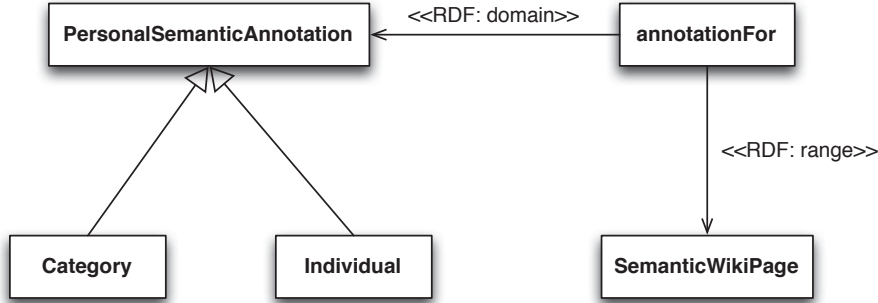 <<RDF: domain>>
PersonalSemanticAnnotation
annotationFor
<<RDF: range>>
Category
Individual
SemanticWikiPage